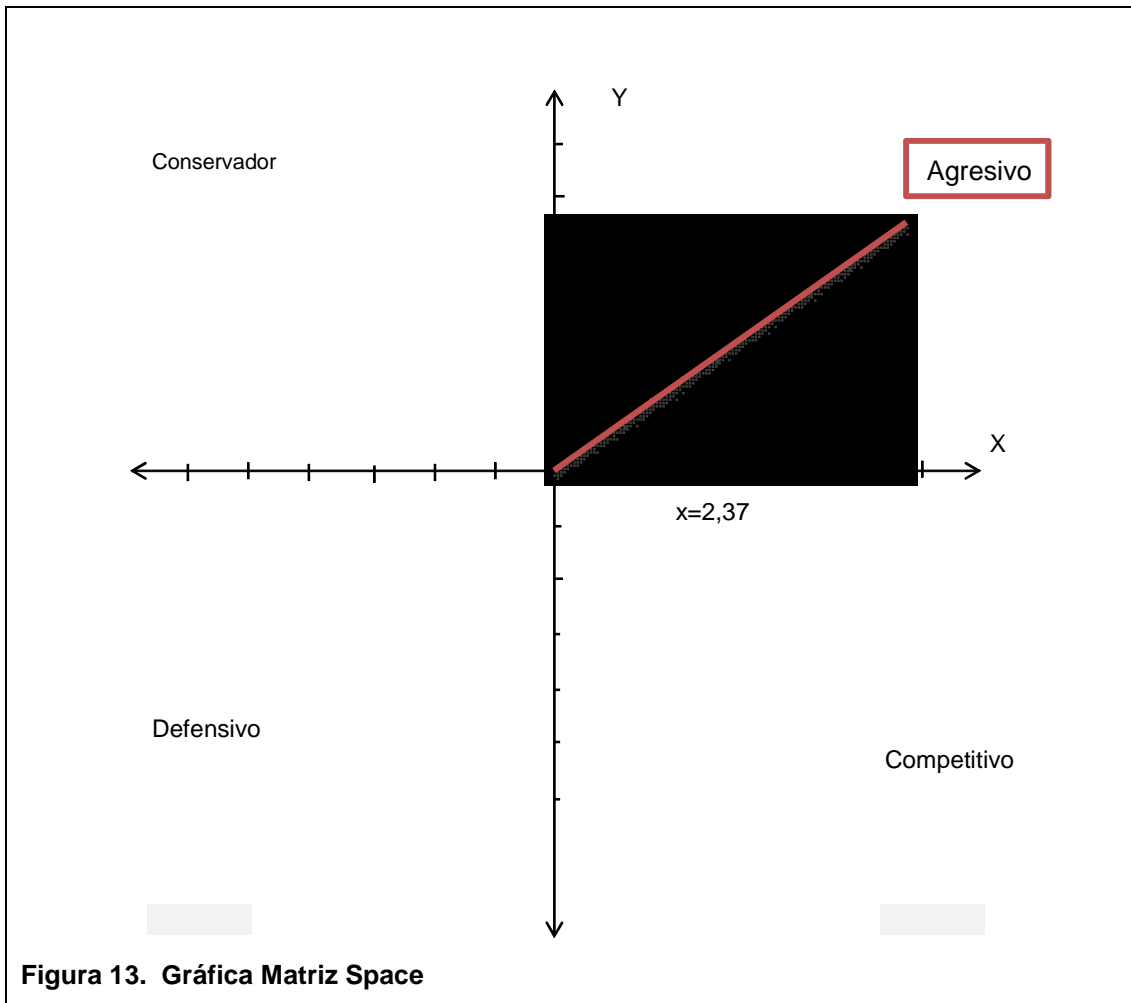 Y
Conservador
Agresivo
X
x=2,37
Defensivo
Competitivo
Figura 13. Gráfica Matriz Space